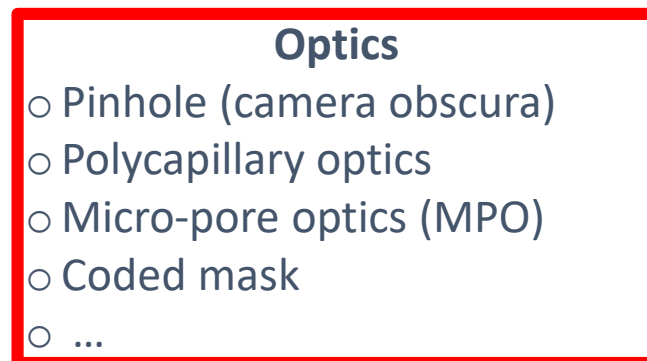 Optics
○ Pinhole (camera obscura)
○ Polycapillary optics
○ Micro-pore optics (MPO)
○ Coded mask
○ ...